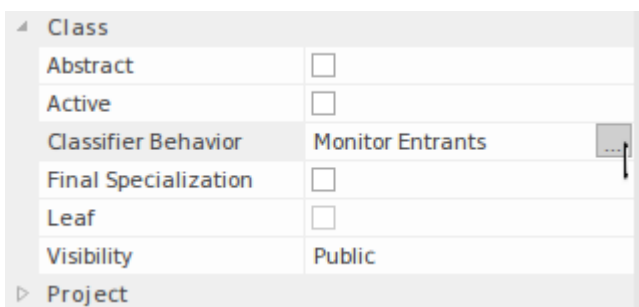 Class
Abstract
Active
Classifier Behavior Monitor Entrants ...
Final Specialization
Leaf
Visibility Public
Project